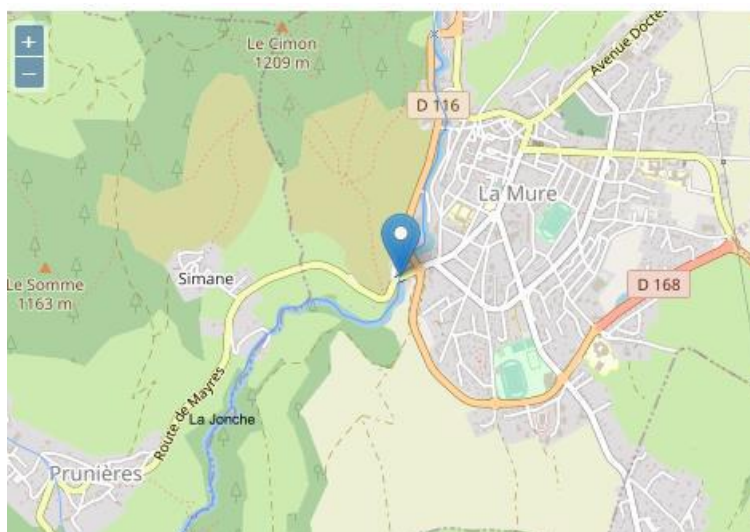 +
−
Le Cimon
1209 m
Avenue Docte
D 116
La Mure
Simane
Le Somme
1163 m
D 168
Route de Mayres
La Jonche
Prunières